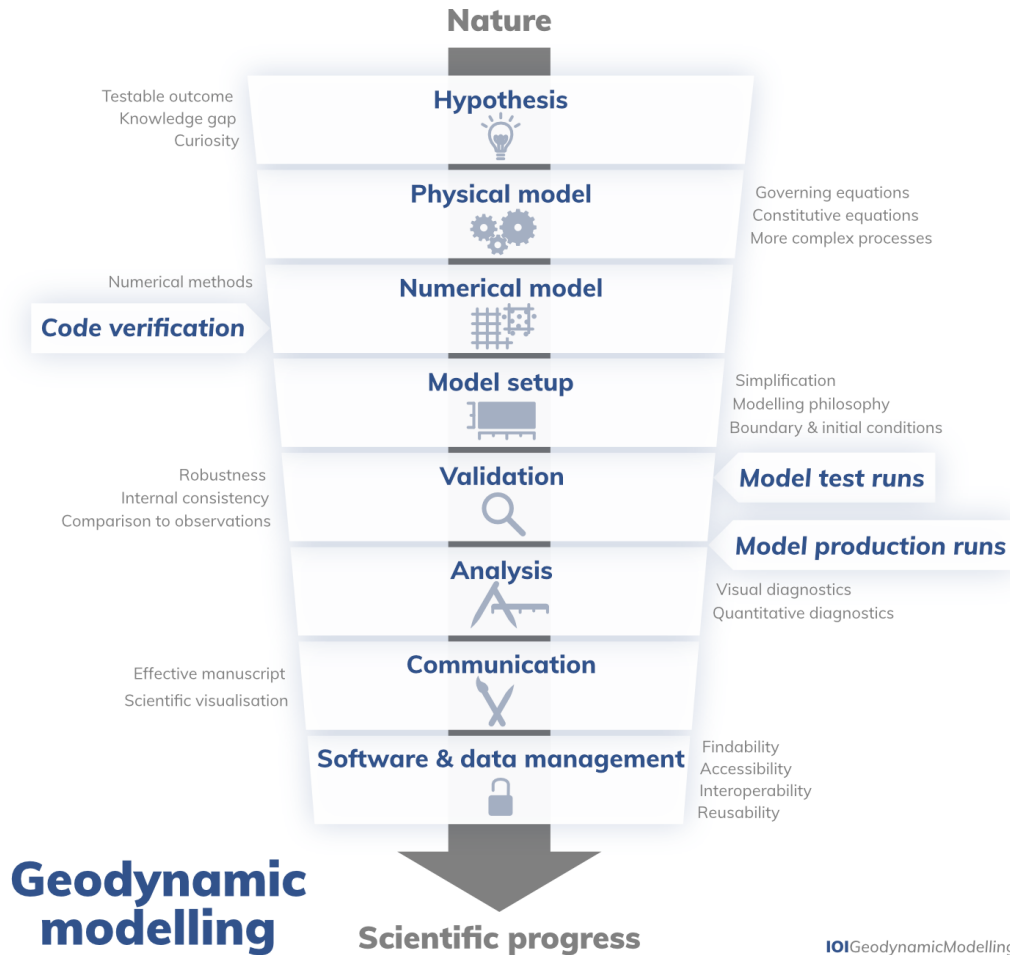 Nature
Hypothesis
Testable outcome
Knowledge gap
Curiosity
Physical model
Governing equations
Constitutive equations
More complex processes
Numerical model
Numerical methods
Code verification
Model setup
Simplification
Modelling philosophy
Boundary & initial conditions
Validation
Robustness
Internal consistency
Comparison to observations
Model test runs
Model production runs
Analysis
Visual diagnostics
Quantitative diagnostics
Communication
Effective manuscript
Scientific visualisation
Software & data management
Findability
Accessibility
Interoperability
Reusability
Geodynamic
modelling
Scientific progress
IOIGeodynamicModelling